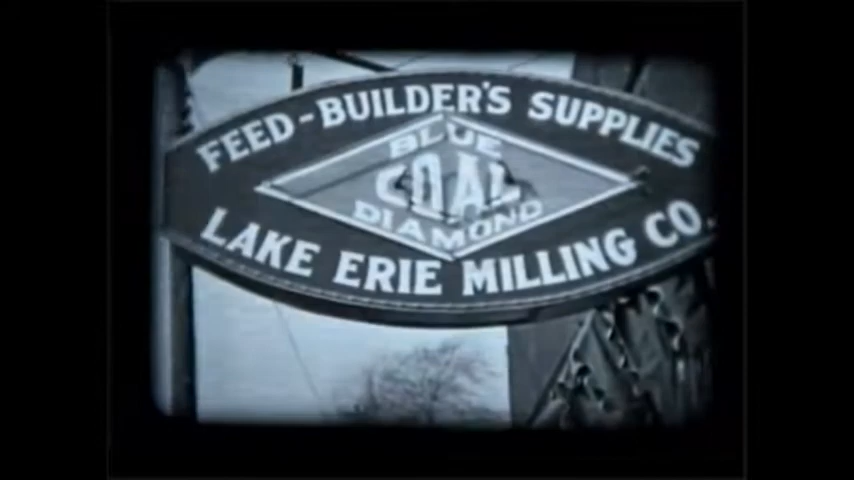 FEED-BUILDER'S SUPPLIES
BLUE
COAL
DIAMOND
LAKE ERIE MILLING CO.